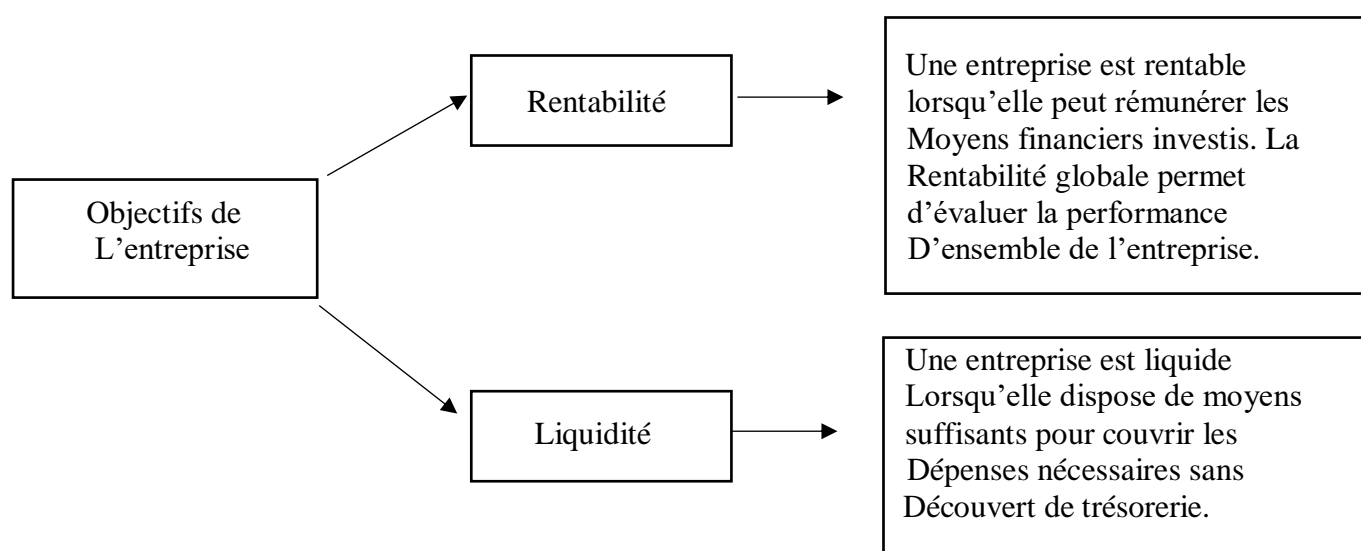 Objectifs de
L’entreprise
Rentabilité
Une entreprise est rentable
lorsqu’elle peut rémunérer les
Moyens financiers investis. La
Rentabilité globale permet
d’évaluer la performance
D’ensemble de l’entreprise.
Liquidité
Une entreprise est liquide
Lorsqu’elle dispose de moyens
suffisants pour couvrir les
Dépenses nécessaires sans
Découvert de trésorerie.